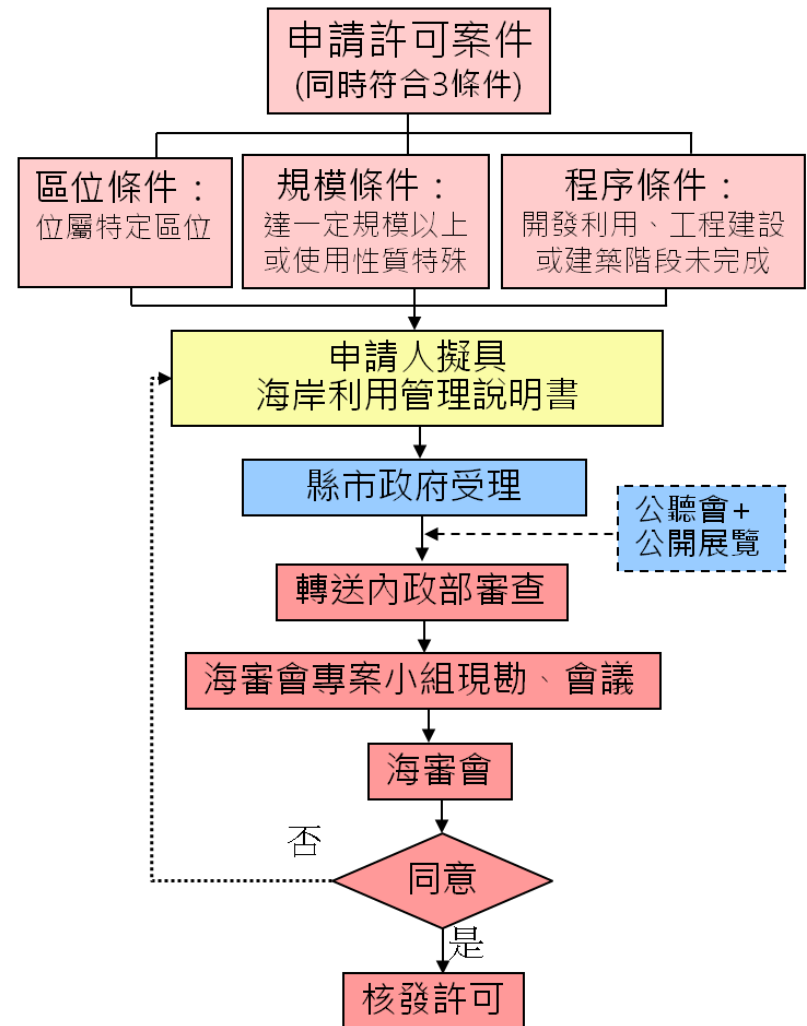 申請許可案件
(同時符合3條件)
區位條件：
位屬特定區位
規模條件：
達一定規模以上
或使用性質特殊
程序條件：
開發利用、工程建設
或建築階段未完成
申請人擬具
海岸利用管理說明書
縣市政府受理
公聽會+
公開展覽
轉送內政部審查
海審會專案小組現勘、會議
海審會
否
同意
是
核發許可